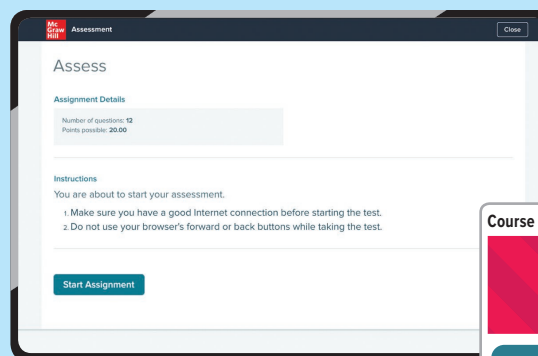 Mc
Graw
Hill
Assessment
Close
Assess
Assignment Details
Number of questions: 12
Points possible: 20.00
Instructions
You are about to start your assessment.
1. Make sure you have a good Internet connection before starting the test.
2. Do not use your browser's forward or back buttons while taking the test.
Start Assignment
Course